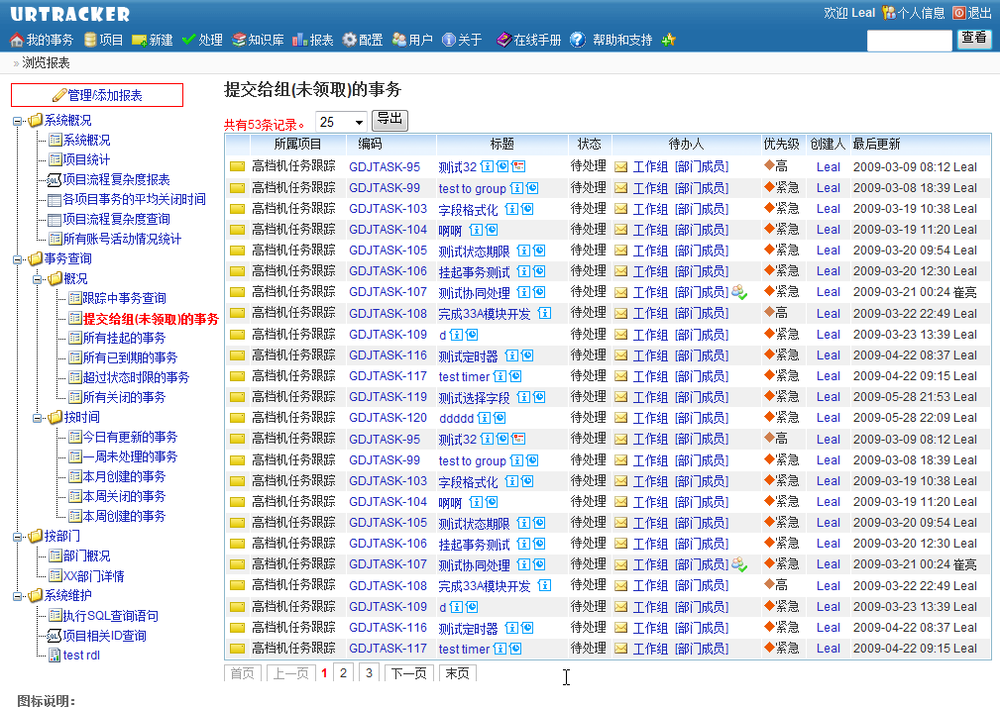 URTRACKER
欢迎 Leal 个人信息 退出
我的事务 项目 新建 处理 知识库 报表 配置 用户 关于 在线手册 帮助和支持 查看
» 浏览报表
管理/添加报表
系统概况
系统概况
项目统计
项目流程复杂度报表
各项目事务的平均关闭时间
项目流程复杂度查询
所有账号活动情况统计
事务查询
概况
跟踪中事务查询
提交给组(未领取)的事务
所有挂起的事务
所有已到期的事务
超过状态时限的事务
所有关闭的事务
按时间
今日有更新的事务
一周未处理的事务
本月创建的事务
本周关闭的事务
本周创建的事务
按部门
部门概况
XX部门详情
系统维护
执行SQL查询语句
项目相关ID查询
test rdl
提交给组(未领取)的事务
共有53条记录。 25 导出
所属项目 编码 标题 状态 待办人 优先级 创建人 最后更新
高档机任务跟踪 GDJTASK-95 测试32 待处理 工作组 [部门成员] 高 Leal 2009-03-09 08:12 Leal
高档机任务跟踪 GDJTASK-99 test to group 待处理 工作组 [部门成员] 紧急 Leal 2009-03-08 18:39 Leal
高档机任务跟踪 GDJTASK-103 字段格式化 待处理 工作组 [部门成员] 紧急 Leal 2009-03-19 10:38 Leal
高档机任务跟踪 GDJTASK-104 啊啊 待处理 工作组 [部门成员] 紧急 Leal 2009-03-19 11:20 Leal
高档机任务跟踪 GDJTASK-105 测试状态期限 待处理 工作组 [部门成员] 紧急 Leal 2009-03-20 09:54 Leal
高档机任务跟踪 GDJTASK-106 挂起事务测试 待处理 工作组 [部门成员] 紧急 Leal 2009-03-20 12:30 Leal
高档机任务跟踪 GDJTASK-107 测试协同处理 待处理 工作组 [部门成员] 紧急 Leal 2009-03-21 00:24 崔亮
高档机任务跟踪 GDJTASK-108 完成33A模块开发 待处理 工作组 [部门成员] 高 Leal 2009-03-22 22:49 Leal
高档机任务跟踪 GDJTASK-109 d 待处理 工作组 [部门成员] 紧急 Leal 2009-03-23 13:39 Leal
高档机任务跟踪 GDJTASK-116 测试定时器 待处理 工作组 [部门成员] 紧急 Leal 2009-04-22 08:37 Leal
高档机任务跟踪 GDJTASK-117 test timer 待处理 工作组 [部门成员] 紧急 Leal 2009-04-22 09:15 Leal
高档机任务跟踪 GDJTASK-119 测试选择字段 待处理 工作组 [部门成员] 紧急 Leal 2009-05-28 21:53 Leal
高档机任务跟踪 GDJTASK-120 ddddd 待处理 工作组 [部门成员] 紧急 Leal 2009-05-28 22:09 Leal
高档机任务跟踪 GDJTASK-95 测试32 待处理 工作组 [部门成员] 高 Leal 2009-03-09 08:12 Leal
高档机任务跟踪 GDJTASK-99 test to group 待处理 工作组 [部门成员] 紧急 Leal 2009-03-08 18:39 Leal
高档机任务跟踪 GDJTASK-103 字段格式化 待处理 工作组 [部门成员] 紧急 Leal 2009-03-19 10:38 Leal
高档机任务跟踪 GDJTASK-104 啊啊 待处理 工作组 [部门成员] 紧急 Leal 2009-03-19 11:20 Leal
高档机任务跟踪 GDJTASK-105 测试状态期限 待处理 工作组 [部门成员] 紧急 Leal 2009-03-20 09:54 Leal
高档机任务跟踪 GDJTASK-106 挂起事务测试 待处理 工作组 [部门成员] 紧急 Leal 2009-03-20 12:30 Leal
高档机任务跟踪 GDJTASK-107 测试协同处理 待处理 工作组 [部门成员] 紧急 Leal 2009-03-21 00:24 崔亮
高档机任务跟踪 GDJTASK-108 完成33A模块开发 待处理 工作组 [部门成员] 高 Leal 2009-03-22 22:49 Leal
高档机任务跟踪 GDJTASK-109 d 待处理 工作组 [部门成员] 紧急 Leal 2009-03-23 13:39 Leal
高档机任务跟踪 GDJTASK-116 测试定时器 待处理 工作组 [部门成员] 紧急 Leal 2009-04-22 08:37 Leal
高档机任务跟踪 GDJTASK-117 test timer 待处理 工作组 [部门成员] 紧急 Leal 2009-04-22 09:15 Leal
首页 上一页 1 2 3 下一页 末页
图标说明: